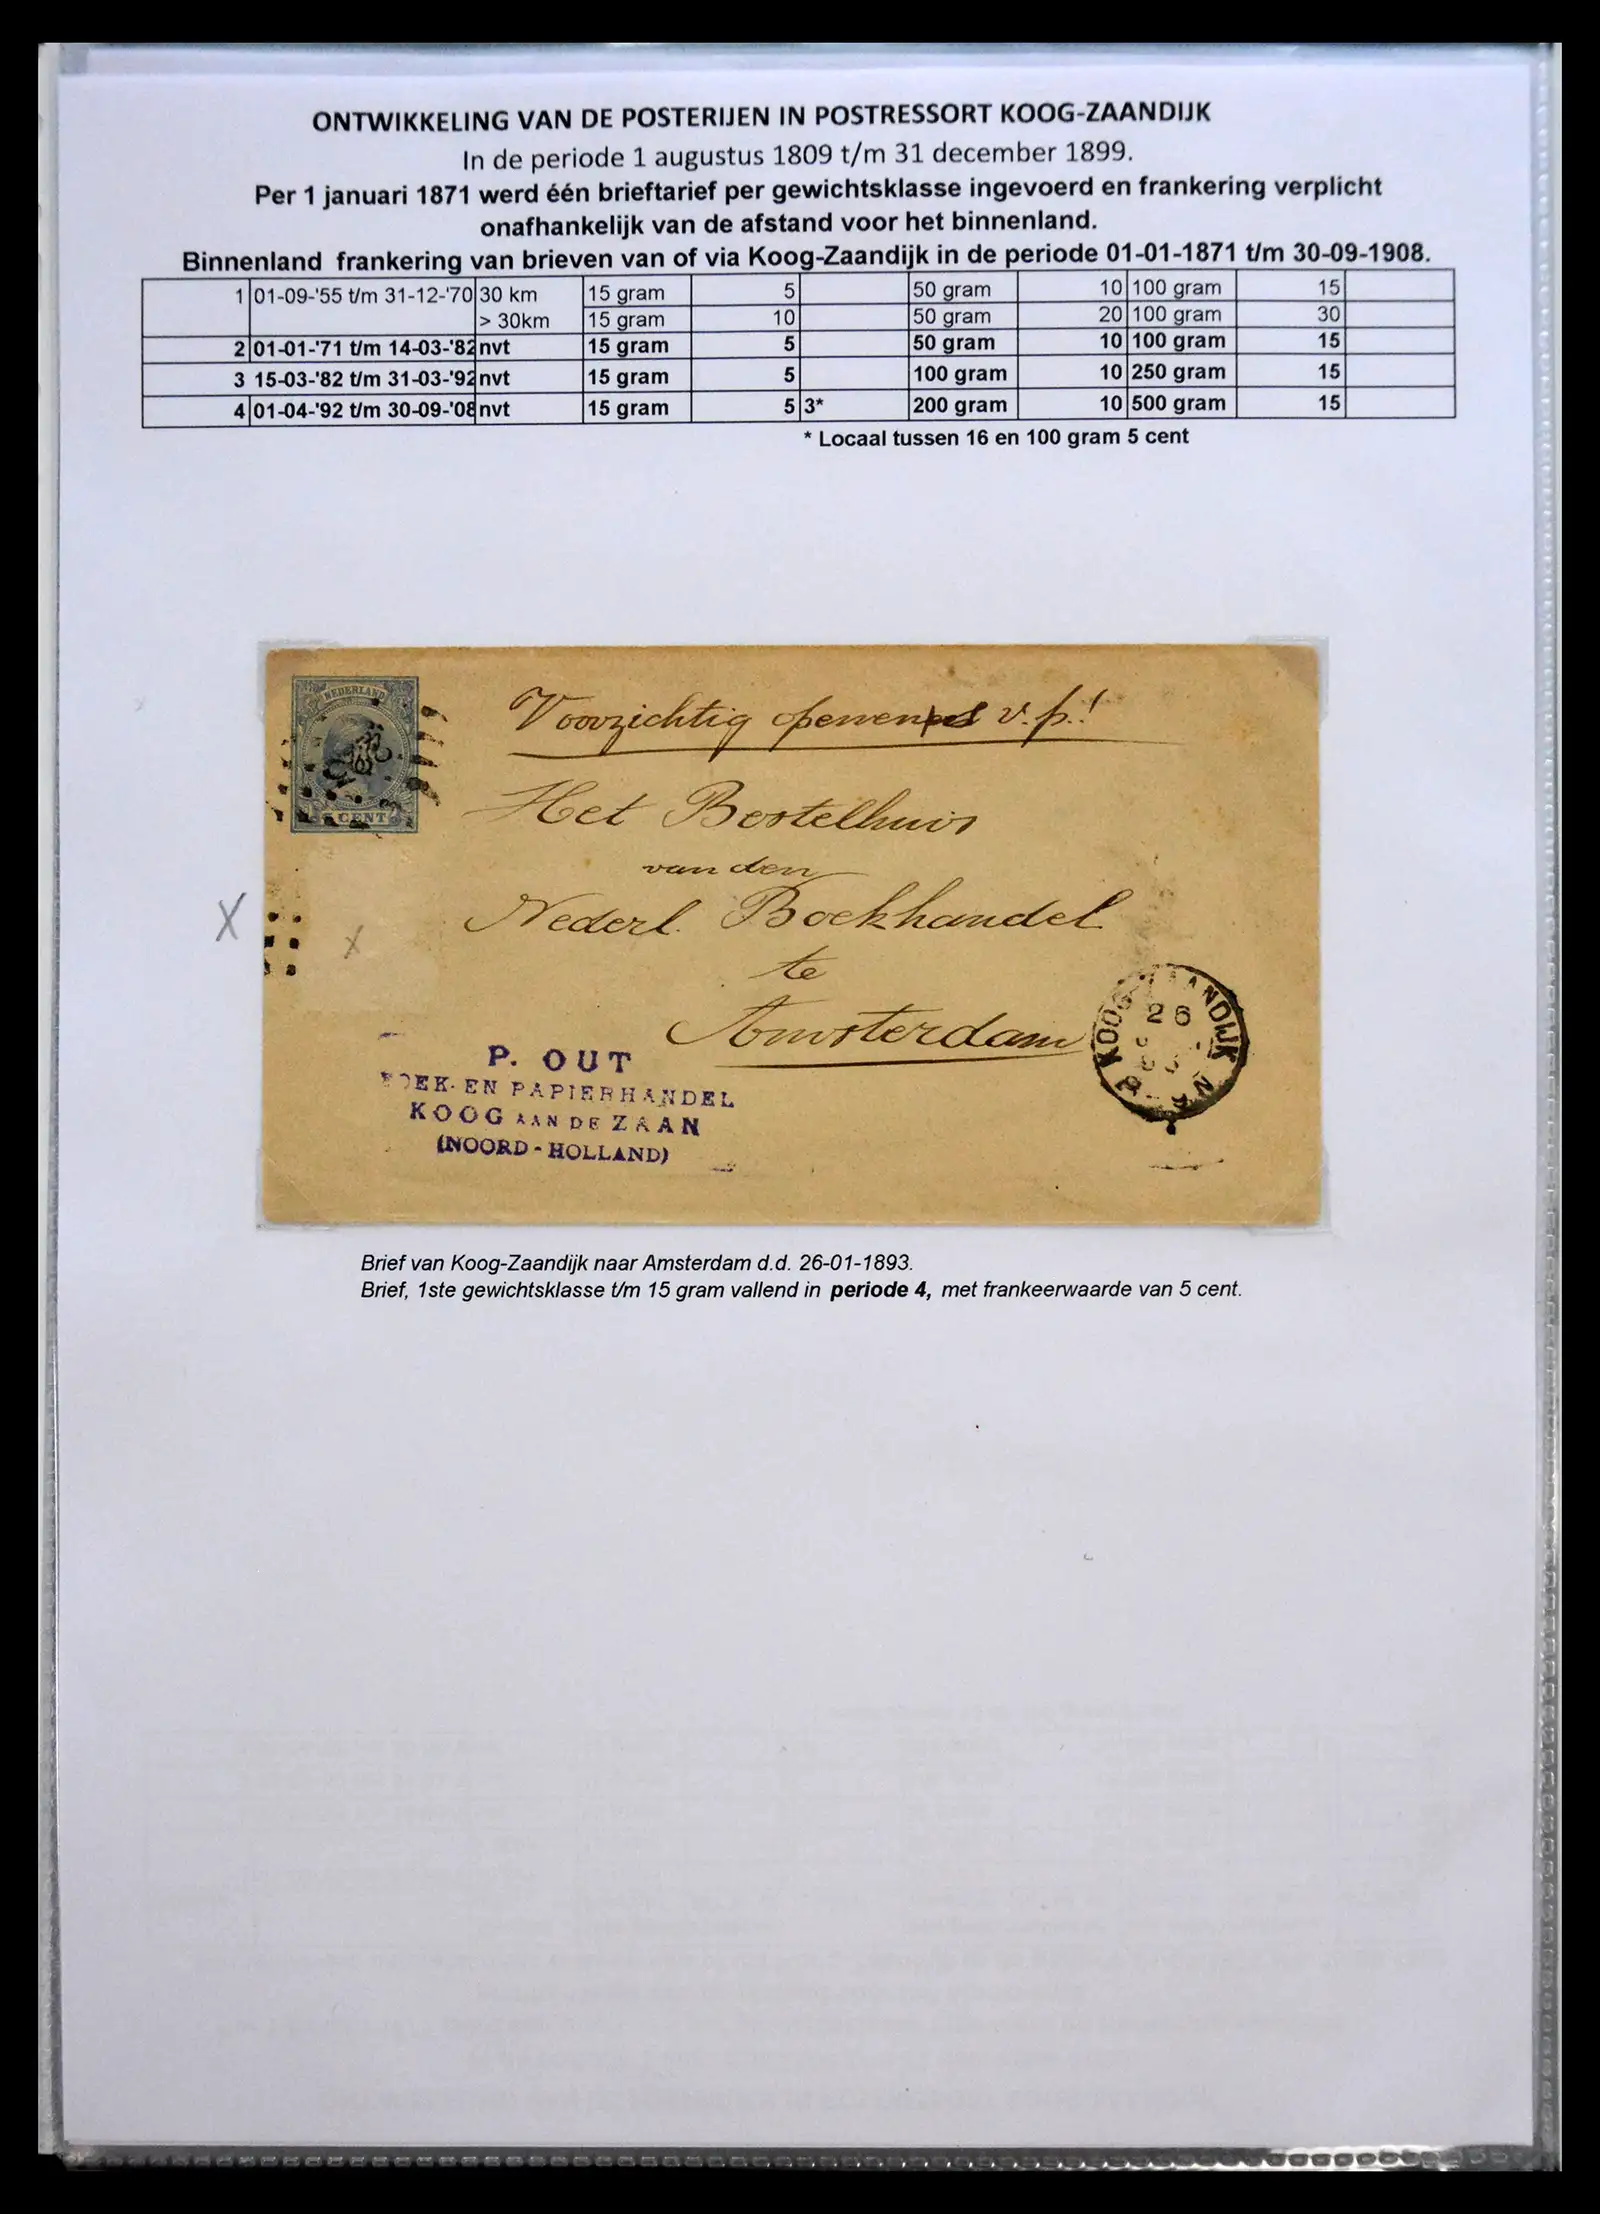 ONTWIKKELING VAN DE POSTERIJEN IN POSTRESSORT KOOG-ZAANDIJK
In de periode 1 augustus 1809 t/m 31 december 1899.
Per 1 januari 1871 werd één brieftarief per gewichtsklasse ingevoerd en frankering verplicht
onafhankelijk van de afstand voor het binnenland.
Binnenland frankering van brieven van of via Koog-Zaandijk in de periode 01-01-1871 t/m 30-09-1908.
1 01-09-'55 t/m 31-12-'70 30 km 15 gram 5 50 gram 10 100 gram 15
> 30km 15 gram 10 50 gram 20 100 gram 30
2 01-01-'71 t/m 14-03-'82 nvt 15 gram 5 50 gram 10 100 gram 15
3 15-03-'82 t/m 31-03-'92 nvt 15 gram 5 100 gram 10 250 gram 15
4 01-04-'92 t/m 30-09-'08 nvt 15 gram 5 3* 200 gram 10 500 gram 15
* Locaal tussen 16 en 100 gram 5 cent
NEDERLAND
5 CENT
Voorzichtig openen v.p.!
Het Bestelhuis
van den
Nederl. Boekhandel
te
Amsterdam
X
X
KOOG-ZAANDIJK
26
P. OUT
BOEK- EN PAPIERHANDEL
KOOG AAN DE ZAAN
(NOORD-HOLLAND)
Brief van Koog-Zaandijk naar Amsterdam d.d. 26-01-1893.
Brief, 1ste gewichtsklasse t/m 15 gram vallend in periode 4, met frankeerwaarde van 5 cent.